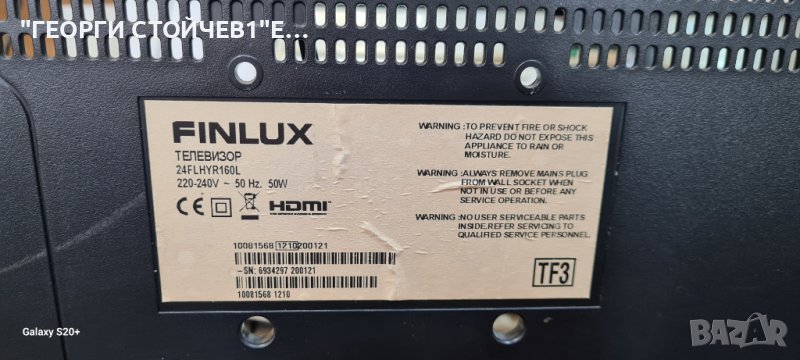 "ГЕОРГИ СТОЙЧЕВ1"Е...
FINLUX
ТЕЛЕВИЗОР
24FLHYR160L
220-240V ~ 50 Hz. 50W
CE HDMI
10081568 1210 200121
-SN: 6934297 200121
10081568 1210
WARNING :TO PREVENT FIRE OR SHOCK
HAZARD DO NOT EXPOSE THIS
APPLIANCE TO RAIN OR
MOISTURE.
WARNING :ALWAYS REMOVE MAINS PLUG
FROM WALL SOCKET WHEN
NOT IN USE OR BEFORE ANY
SERVICE OPERATION.
WARNING :NO USER SERVICEABLE PARTS
INSIDE.REFER SERVICING TO
QUALIFIED SERVICE PERSONNEL.
TF3
Galaxy S20+
BAZAR